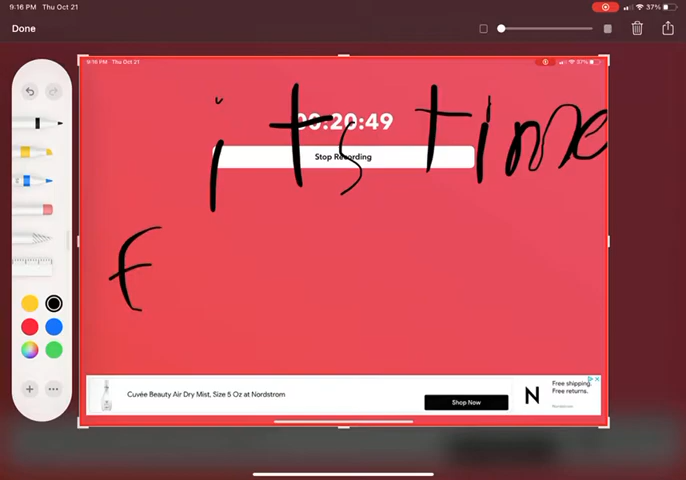 9:16 PM Thu Oct 21
37%
Done
9:16 PM Thu Oct 21
37%
00:20:49
its time
Stop Recording
f
Cuvée Beauty Air Dry Mist, Size 5 Oz at Nordstrom
Shop Now
N
Free shipping.
Free returns.
Nordstrom